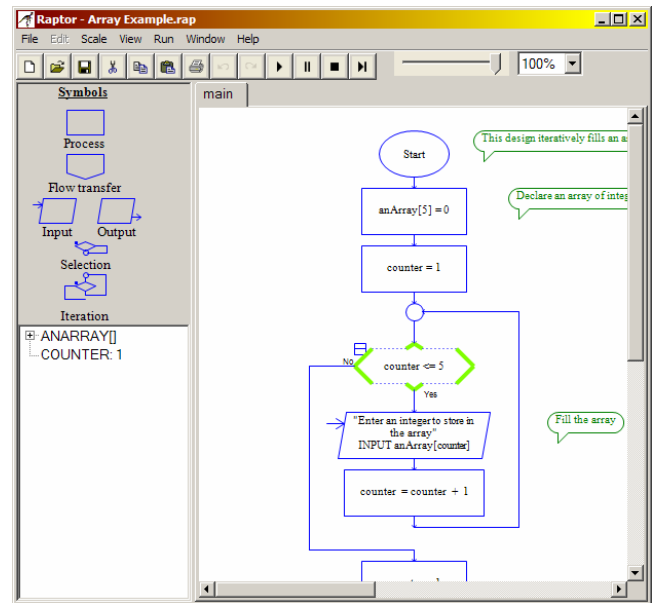 Raptor - Array Example.rap
File Edit Scale View Run Window Help
100%
Symbols
Process
Flow transfer
Input Output
Selection
Iteration
ANARRAY[]
COUNTER: 1
main
This design iteratively fills an a
Start
Declare an array of integ
anArray[5] = 0
counter = 1
No
counter <= 5
Yes
"Enter an integer to store in
the array"
INPUT anArray[counter]
Fill the array
counter = counter + 1